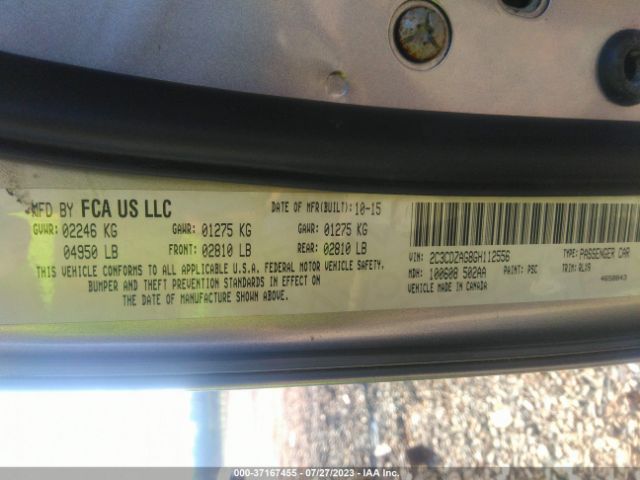 MFD BY FCA US LLC
DATE OF MFR(BUILT): 10-15
GVWR: 02246 KG GAWR: 01275 KG GAWR: 01275 KG
04950 LB FRONT: 02810 LB REAR: 02810 LB
THIS VEHICLE CONFORMS TO ALL APPLICABLE U.S.A. FEDERAL MOTOR VEHICLE SAFETY,
BUMPER AND THEFT PREVENTION STANDARDS IN EFFECT ON
THE DATE OF MANUFACTURE SHOWN ABOVE.
VIN: 2C3CDZAG8GH112556 TYPE: PASSENGER CAR
MDH: 100608 502AA PAINT: PSC TRIM: RLX9
VEHICLE MADE IN CANADA 4650843
000-37167455 | 07/27/2023 | IAA Inc.